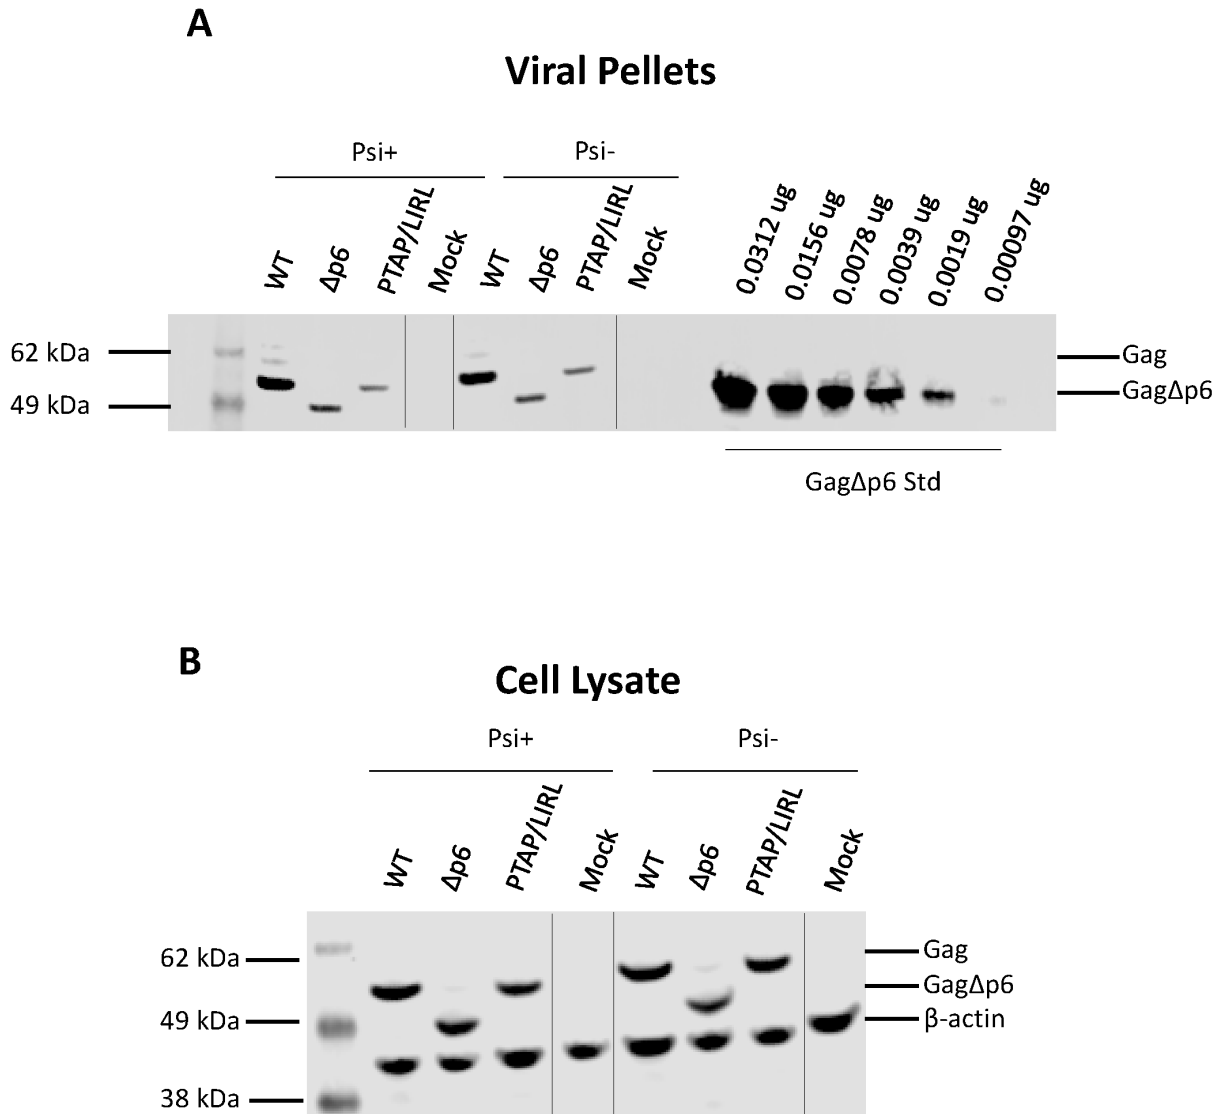 A
Viral Pellets
Psi+ Psi-
WT Δp6 PTAP/LIRL Mock WT Δp6 PTAP/LIRL Mock 0.0312 ug 0.0156 ug 0.0078 ug 0.0039 ug 0.0019 ug 0.00097 ug
62 kDa Gag
49 kDa GagΔp6
GagΔp6 Std
B
Cell Lysate
Psi+ Psi-
WT Δp6 PTAP/LIRL Mock WT Δp6 PTAP/LIRL Mock
62 kDa Gag
GagΔp6
49 kDa β-actin
38 kDa